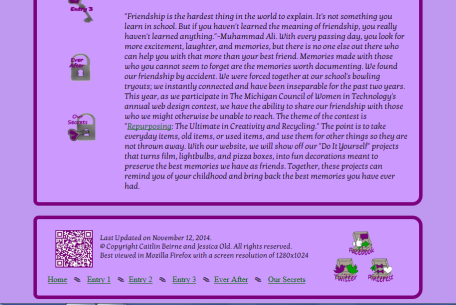 Entry 3
"Friendship is the hardest thing in the world to explain. It's not something you
learn in school. But if you haven't learned the meaning of friendship, you really
haven't learned anything."-Muhammad Ali. With every passing day, you look for
more excitement, laughter, and memories, but there is no one else out there who
can help you with that more than your best friend. Memories made with those
who you cannot seem to forget are the memories worth documenting. We found
our friendship by accident. We were forced together at our school's bowling
tryouts; we instantly connected and have been inseparable for the past two years.
This year, as we participate in The Michigan Council of Women in Technology's
annual web design contest, we have the ability to share our friendship with those
who we might otherwise be unable to reach. The theme of the contest is
"Repurposing: The Ultimate in Creativity and Recycling." The point is to take
everyday items, old items, or used items, and use them for other things so they are
not thrown away. With our website, we will show off our "Do It Yourself" projects
that turns film, lightbulbs, and pizza boxes, into fun decorations meant to
preserve the best memories we have as friends. Together, these projects can
remind you of your childhood and bring back the best memories you have ever
had.
Ever
After
Our
Secrets
Last Updated on November 12, 2014.
© Copyright Caitlin Beirne and Jessica Old. All rights reserved.
Best viewed in Mozilla Firefox with a screen resolution of 1280x1024
Home Entry 1 Entry 2 Entry 3 Ever After Our Secrets
Facebook
Twitter Pinterest